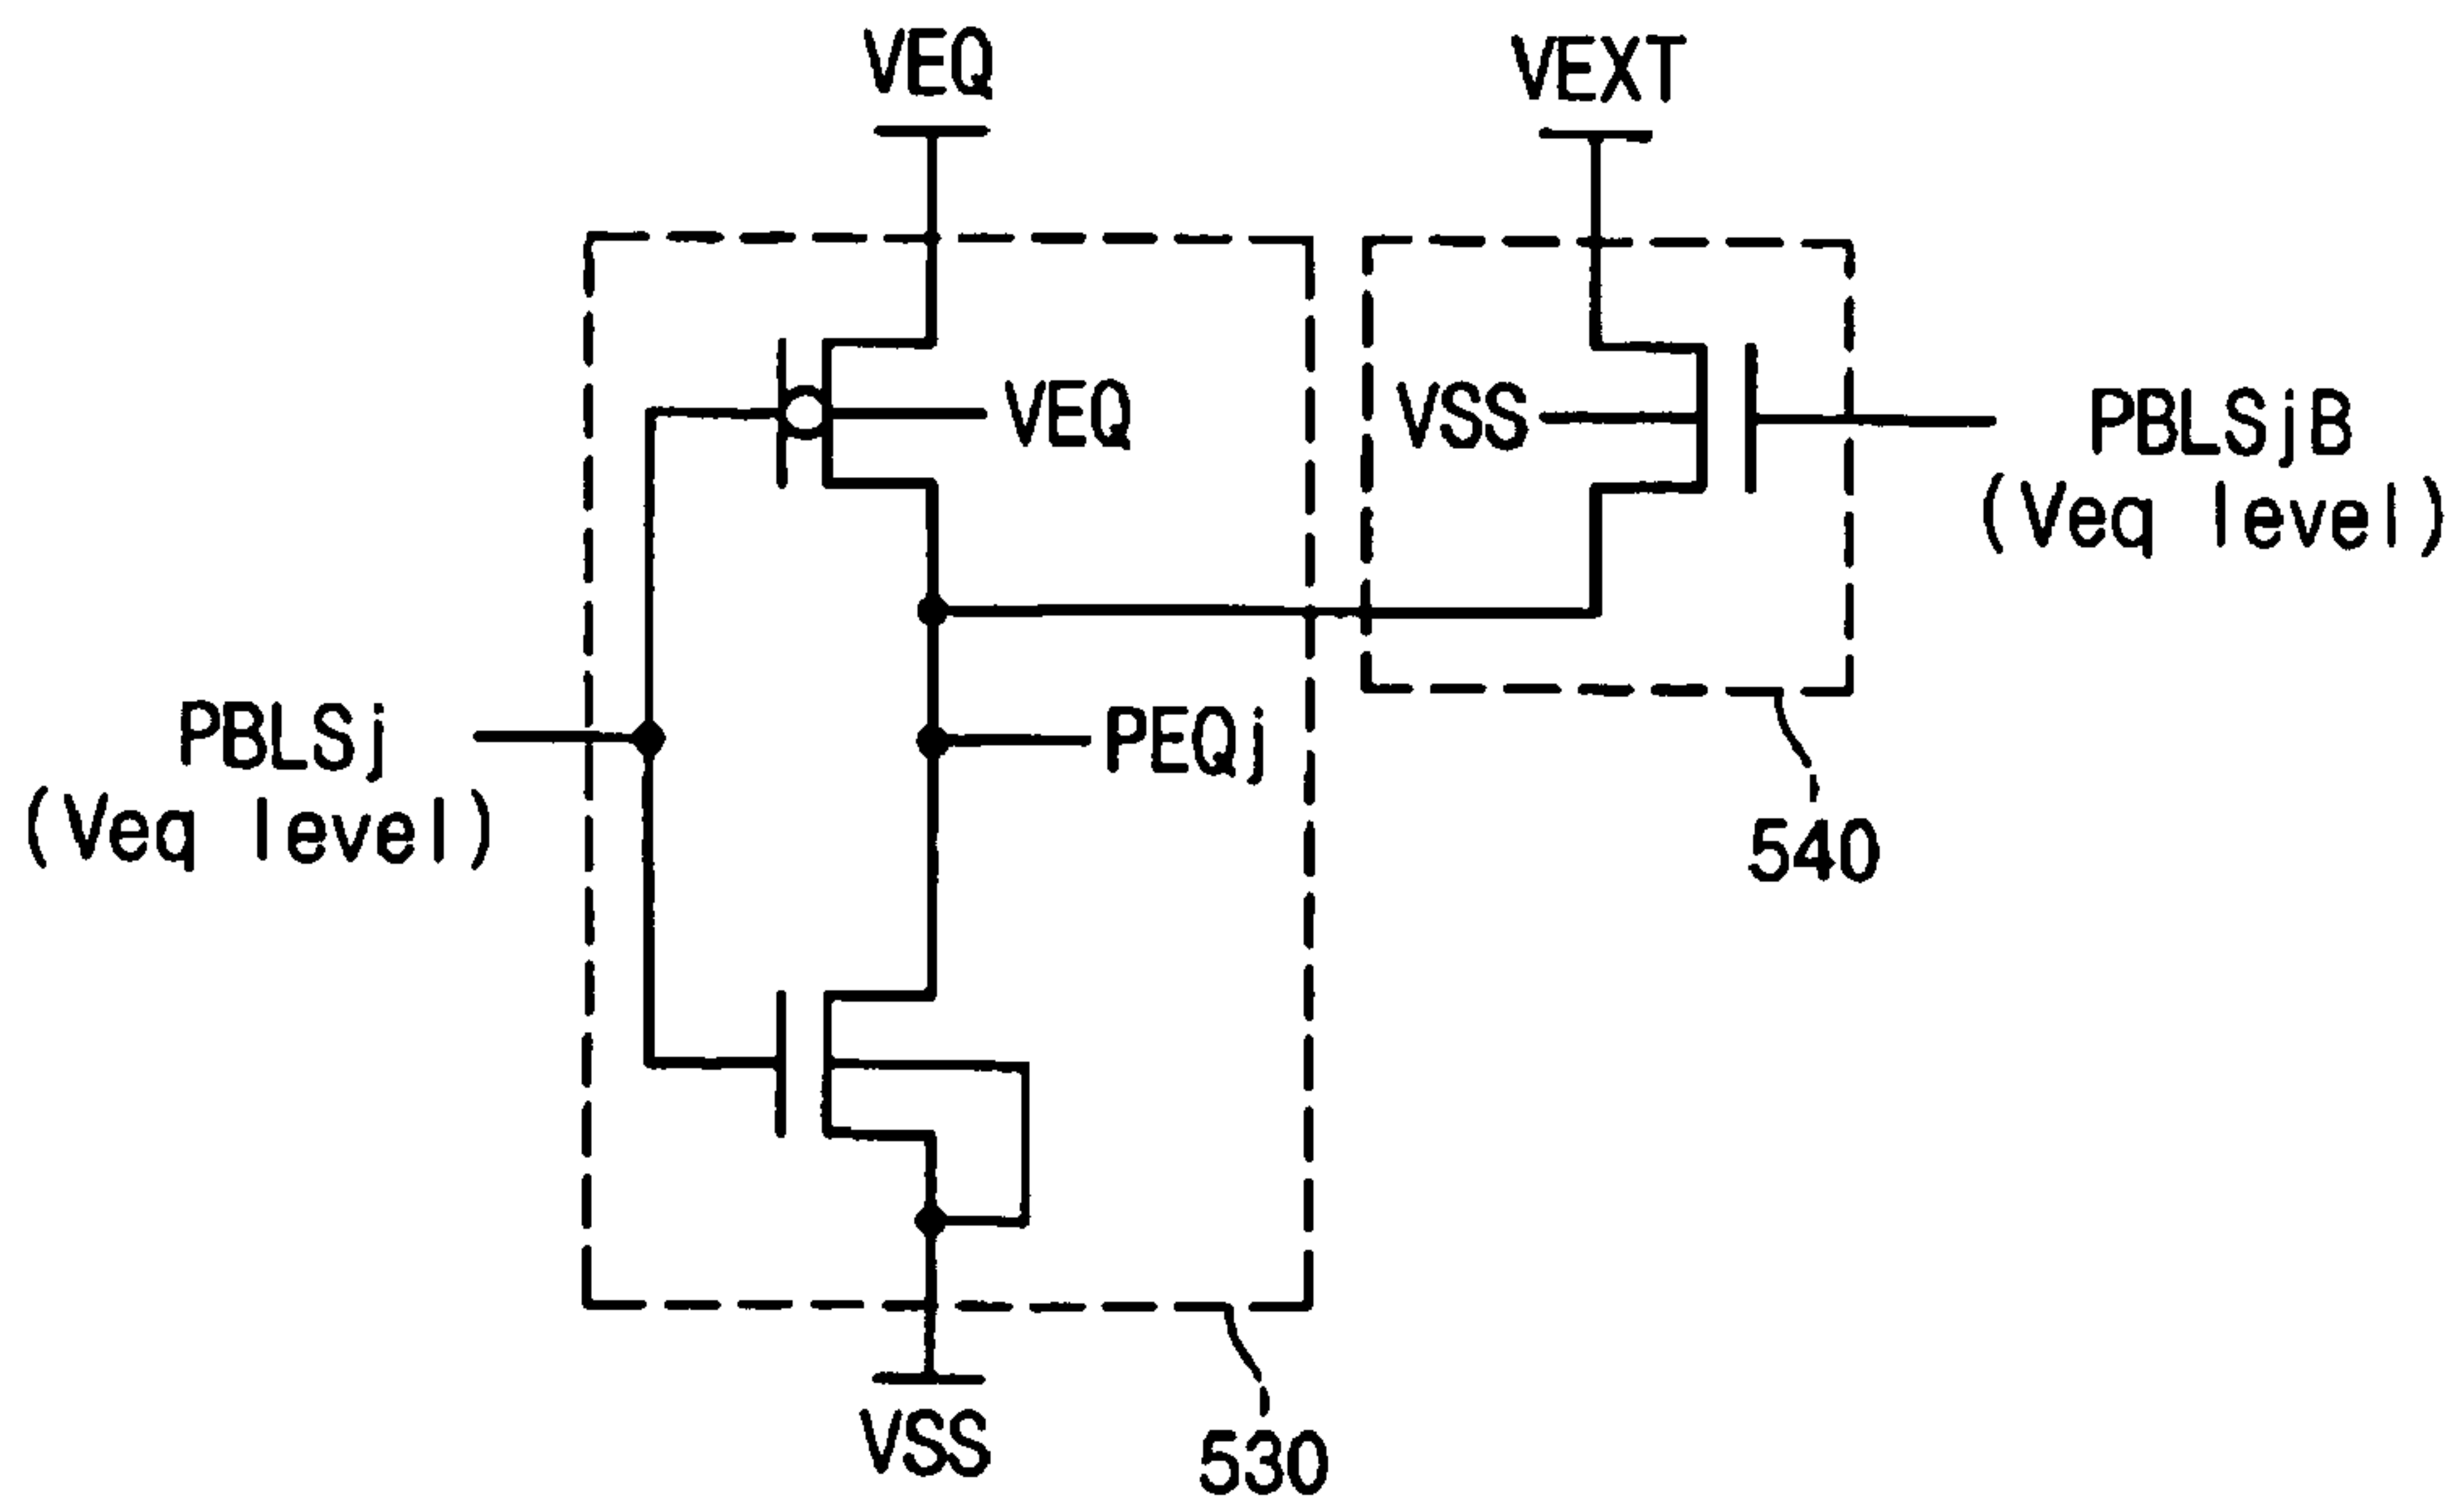 VEQ
VEXT
VEQ
VSS
PBLSjB
(Veq level)
PBLSj
(Veq level)
PEQj
540
VSS
530